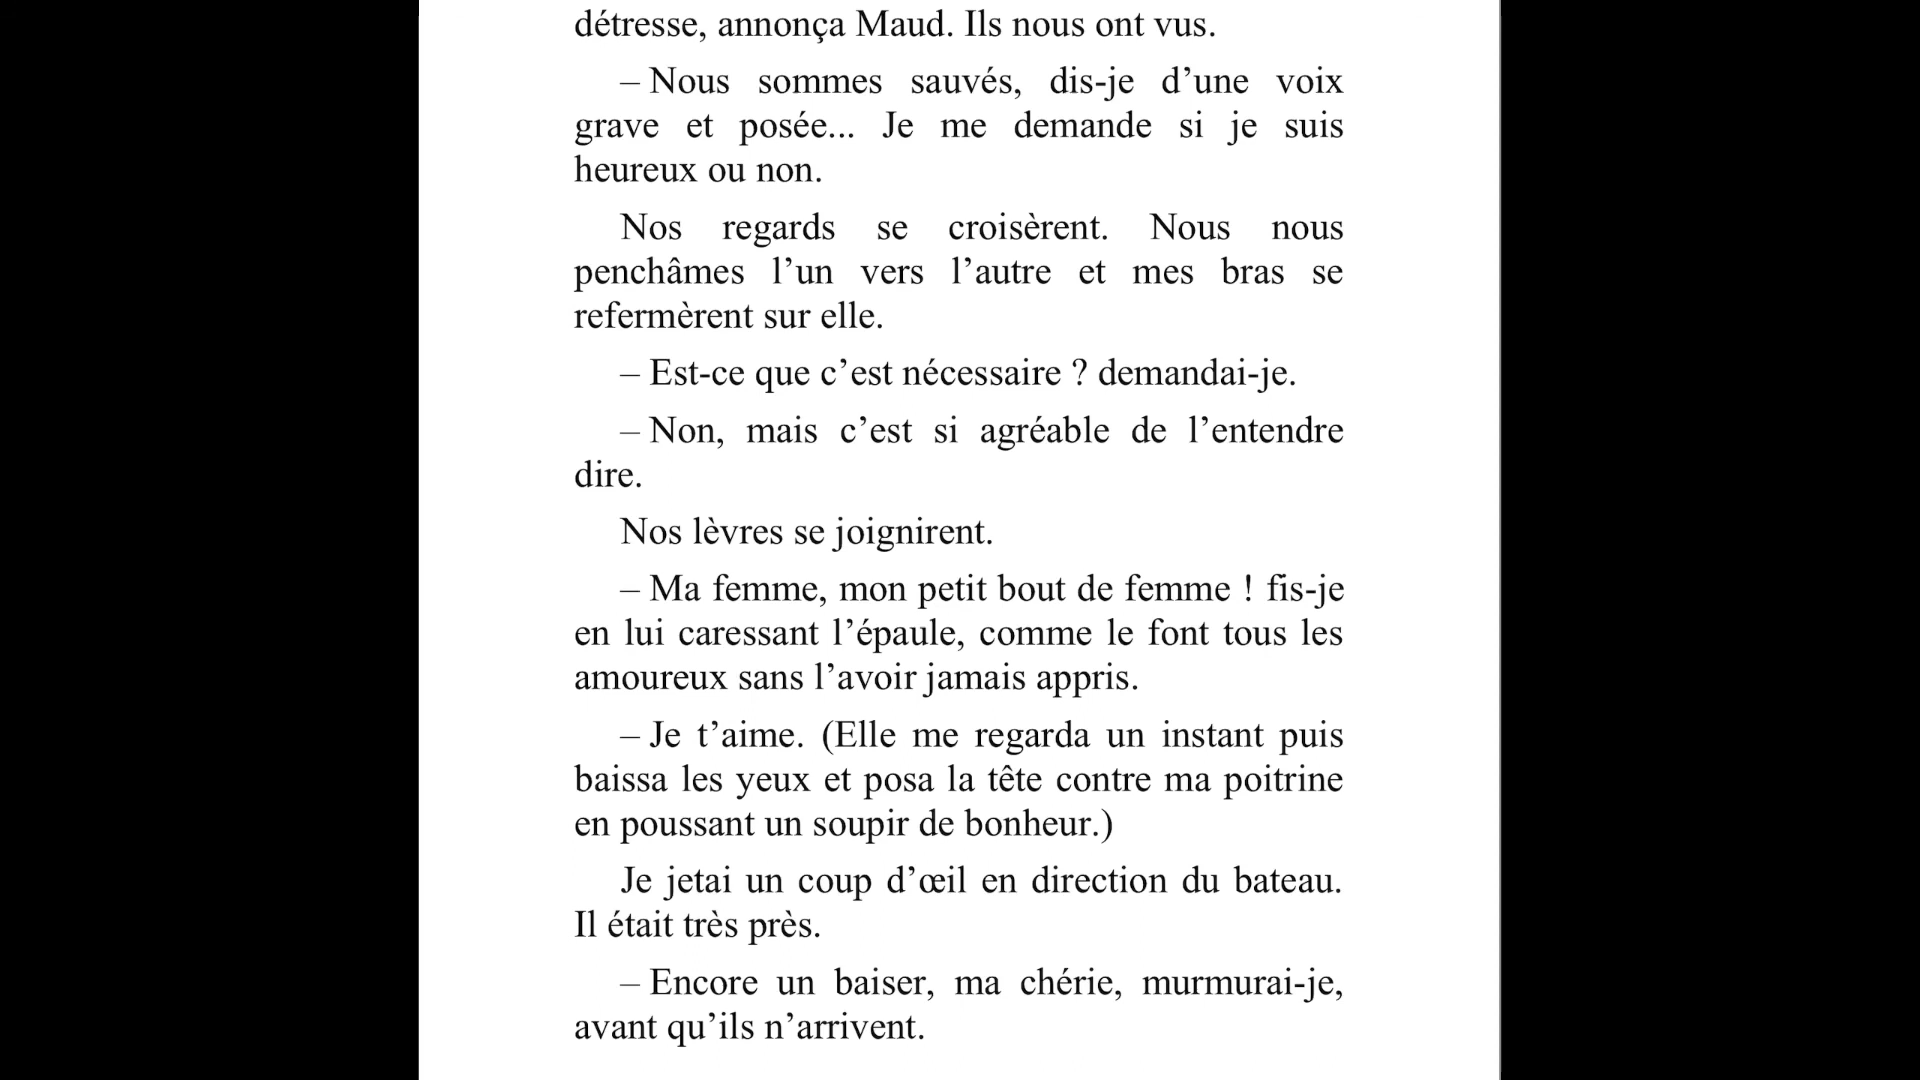 détresse, annonça Maud. Ils nous ont vus.
– Nous sommes sauvés, dis-je d’une voix
grave et posée... Je me demande si je suis
heureux ou non.
Nos regards se croisèrent. Nous nous
penchâmes l’un vers l’autre et mes bras se
refermèrent sur elle.
– Est-ce que c’est nécessaire ? demandai-je.
– Non, mais c’est si agréable de l’entendre
dire.
Nos lèvres se joignirent.
– Ma femme, mon petit bout de femme ! fis-je
en lui caressant l’épaule, comme le font tous les
amoureux sans l’avoir jamais appris.
– Je t’aime. (Elle me regarda un instant puis
baissa les yeux et posa la tête contre ma poitrine
en poussant un soupir de bonheur.)
Je jetai un coup d’œil en direction du bateau.
Il était très près.
– Encore un baiser, ma chérie, murmurai-je,
avant qu’ils n’arrivent.